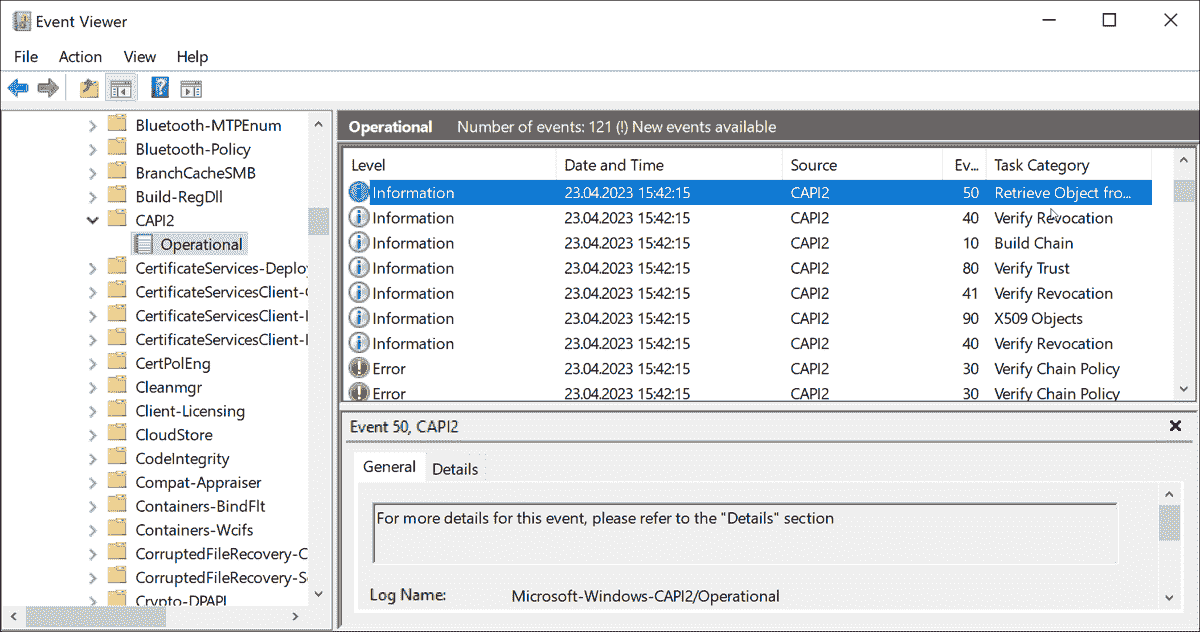 Event Viewer
File Action View Help
Bluetooth-MTPEnum
Bluetooth-Policy
BranchCacheSMB
Build-RegDll
CAPI2
Operational
CertificateServices-Deploy
CertificateServicesClient-
CertificateServicesClient-
CertificateServicesClient-
CertPolEng
Cleanmgr
Client-Licensing
CloudStore
CodeIntegrity
Compat-Appraiser
Containers-BindFlt
Containers-Wcifs
CorruptedFileRecovery-C
CorruptedFileRecovery-S
Crypto-DPAPI
Operational Number of events: 121 (!) New events available
Level Date and Time Source Ev... Task Category
Information 23.04.2023 15:42:15 CAPI2 50 Retrieve Object fro...
Information 23.04.2023 15:42:15 CAPI2 40 Verify Revocation
Information 23.04.2023 15:42:15 CAPI2 10 Build Chain
Information 23.04.2023 15:42:15 CAPI2 80 Verify Trust
Information 23.04.2023 15:42:15 CAPI2 41 Verify Revocation
Information 23.04.2023 15:42:15 CAPI2 90 X509 Objects
Information 23.04.2023 15:42:15 CAPI2 40 Verify Revocation
Error 23.04.2023 15:42:15 CAPI2 30 Verify Chain Policy
Error 23.04.2023 15:42:15 CAPI2 30 Verify Chain Policy
Event 50, CAPI2
General Details
For more details for this event, please refer to the "Details" section
Log Name: Microsoft-Windows-CAPI2/Operational